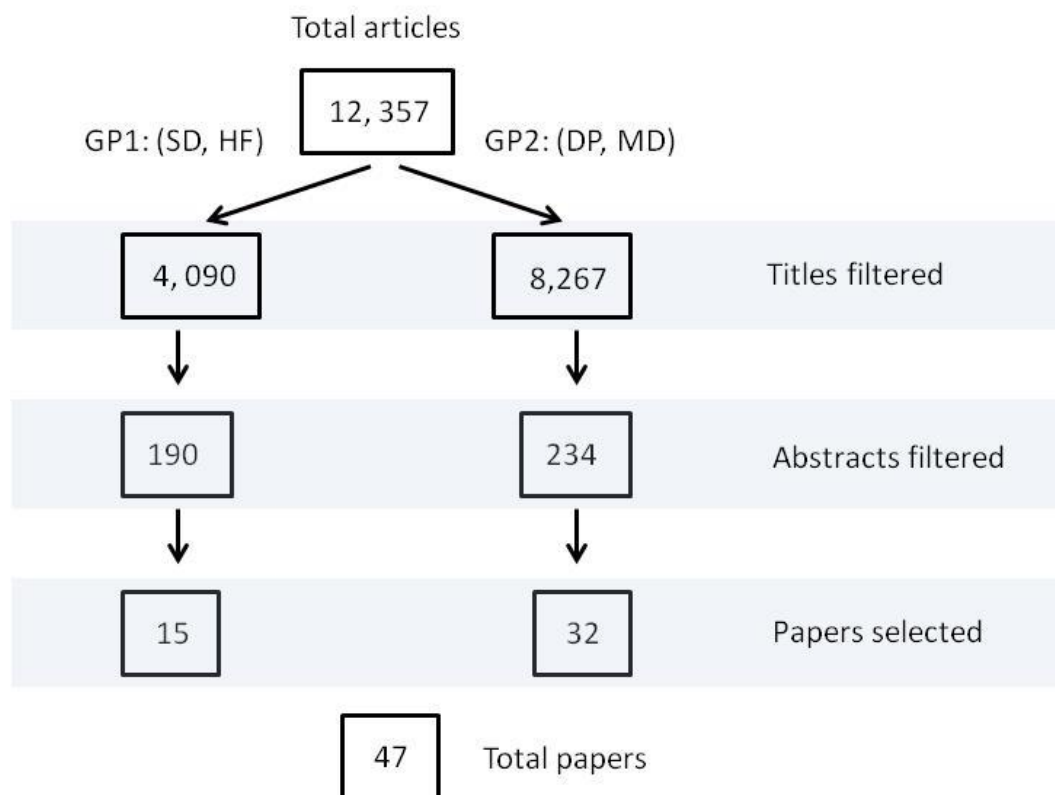 Total articles
12,357
GP1: (SD, HF)
GP2: (DP, MD)
4,090
8,267
Titles filtered
190
234
Abstracts filtered
15
32
Papers selected
47
Total papers